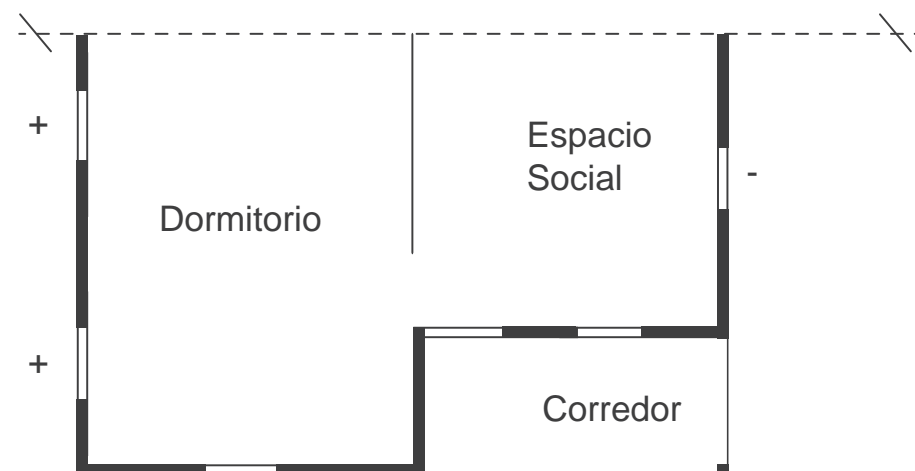 +
Espacio
Social
-
Dormitorio
+
Corredor